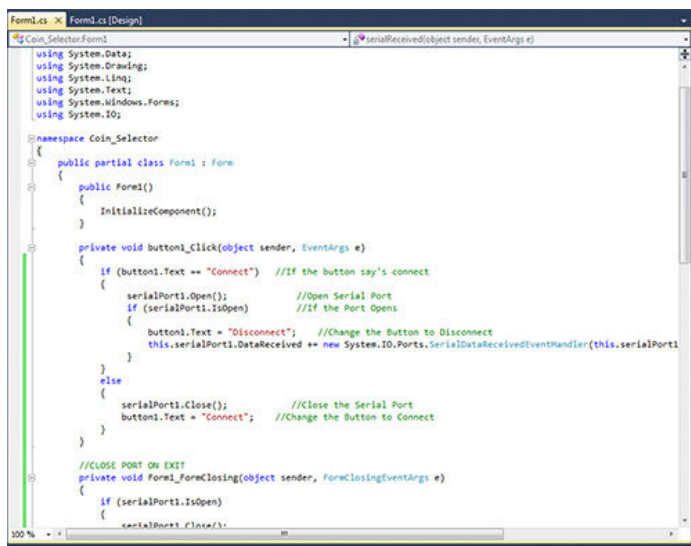 Form1.cs Form1.cs [Design]
Coin_Selector.Form1 serialReceived(object sender, EventArgs e)
using System.Data;
using System.Drawing;
using System.Linq;
using System.Text;
using System.Windows.Forms;
using System.IO;
namespace Coin_Selector
{
public partial class Form1 : Form
{
public Form1()
{
InitializeComponent();
}
private void button1_Click(object sender, EventArgs e)
{
if (button1.Text == "Connect") //If the button say's connect
{
serialPort1.Open(); //Open Serial Port
if (serialPort1.IsOpen) //If the Port Opens
{
button1.Text = "Disconnect"; //Change the Button to Disconnect
this.serialPort1.DataReceived += new System.IO.Ports.SerialDataReceivedEventHandler(this.serialPort1
}
}
else
{
serialPort1.Close(); //Close the Serial Port
button1.Text = "Connect"; //Change the Button to Connect
}
}
//CLOSE PORT ON EXIT
private void Form1_FormClosing(object sender, FormClosingEventArgs e)
{
if (serialPort1.IsOpen)
{
serialPort1.Close();
100 %